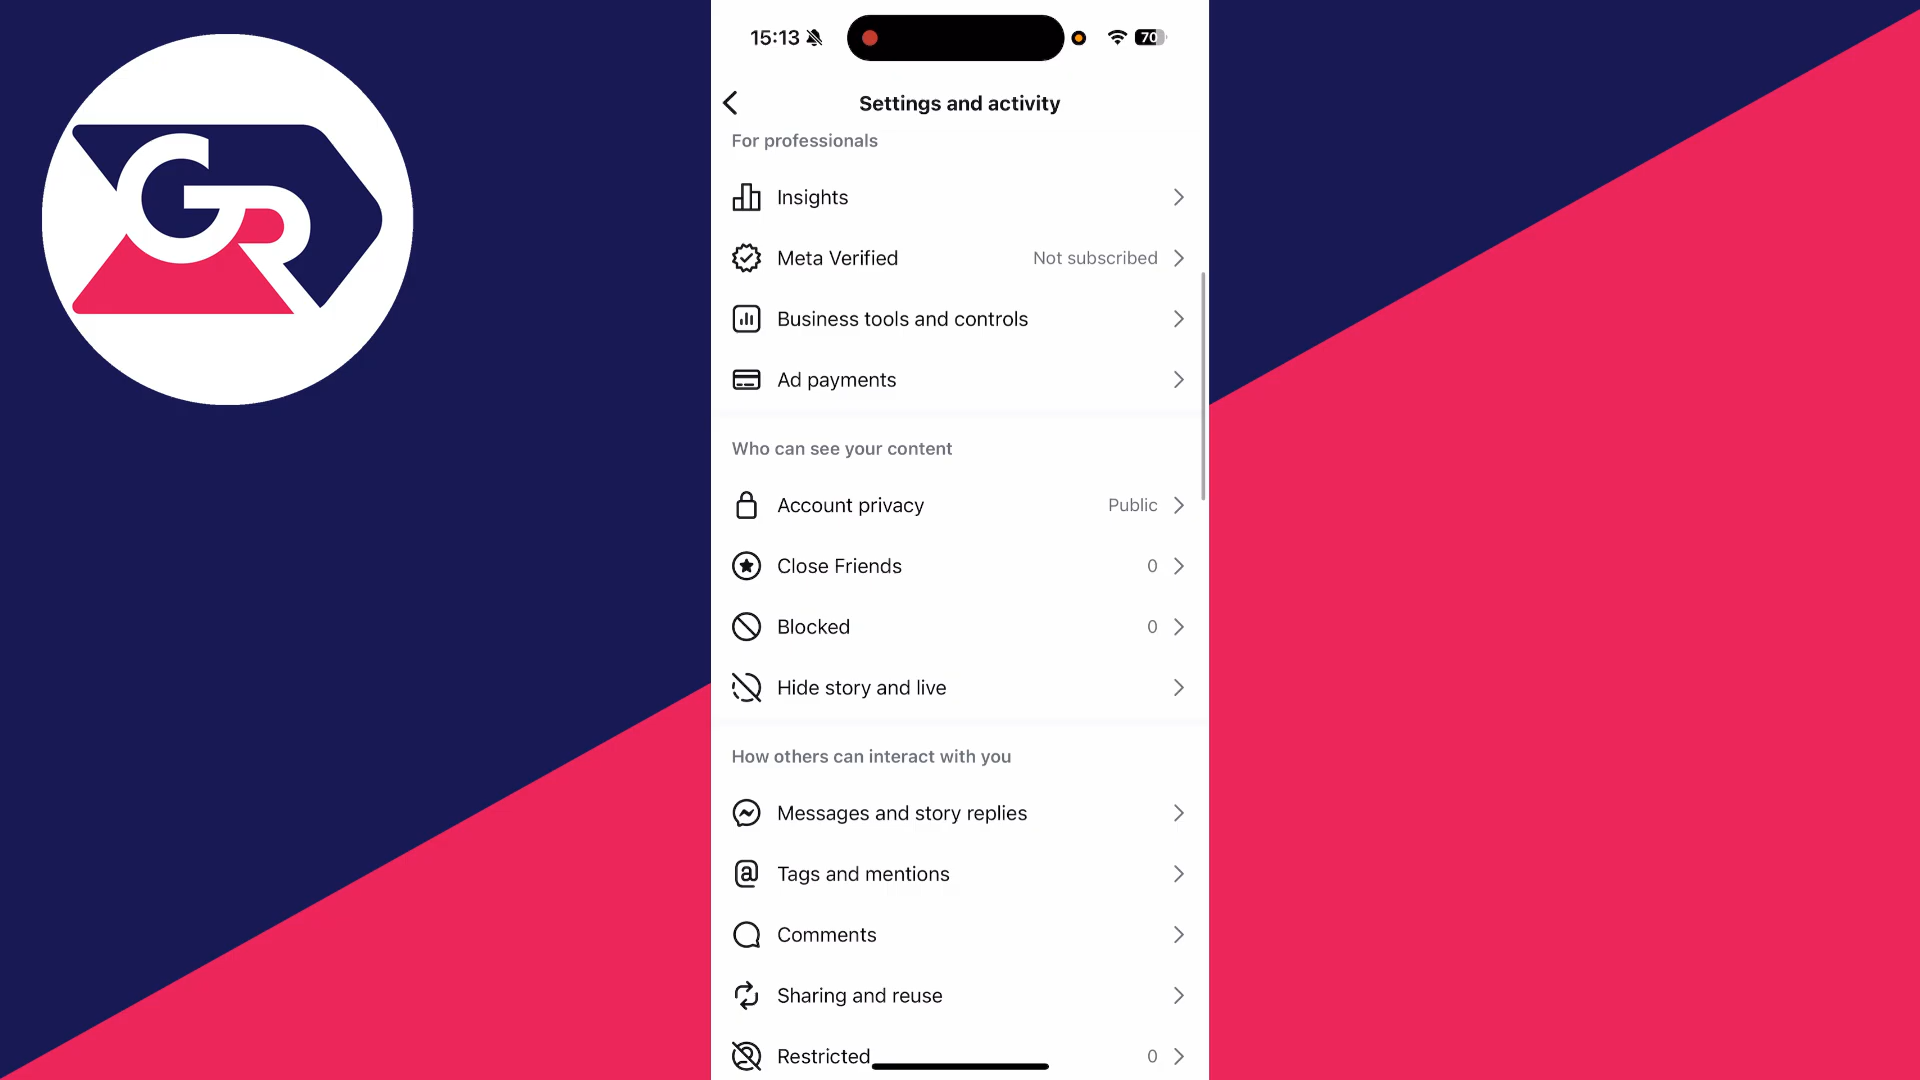 GR
15:13
70
Settings and activity
For professionals
Insights
Meta Verified Not subscribed
Business tools and controls
Ad payments
Who can see your content
Account privacy Public
Close Friends 0
Blocked 0
Hide story and live
How others can interact with you
Messages and story replies
Tags and mentions
Comments
Sharing and reuse
Restricted 0